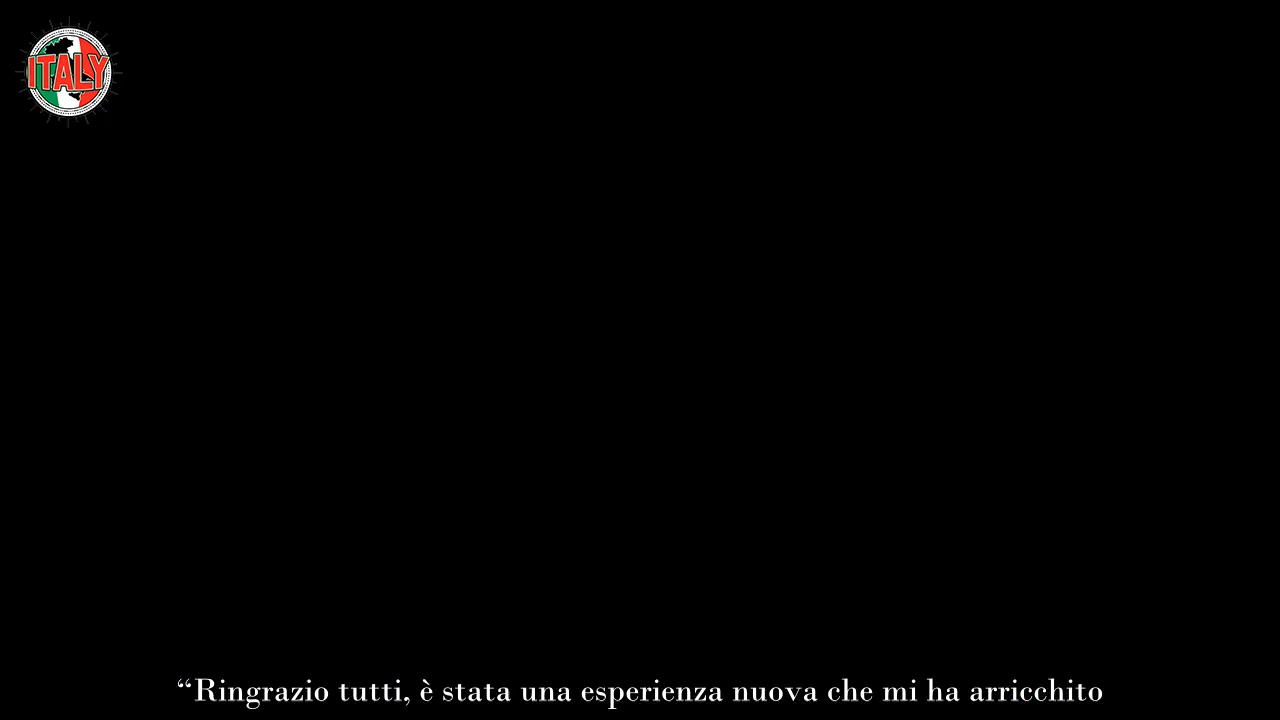 ITALY
“Ringrazio tutti, è stata una esperienza nuova che mi ha arricchito